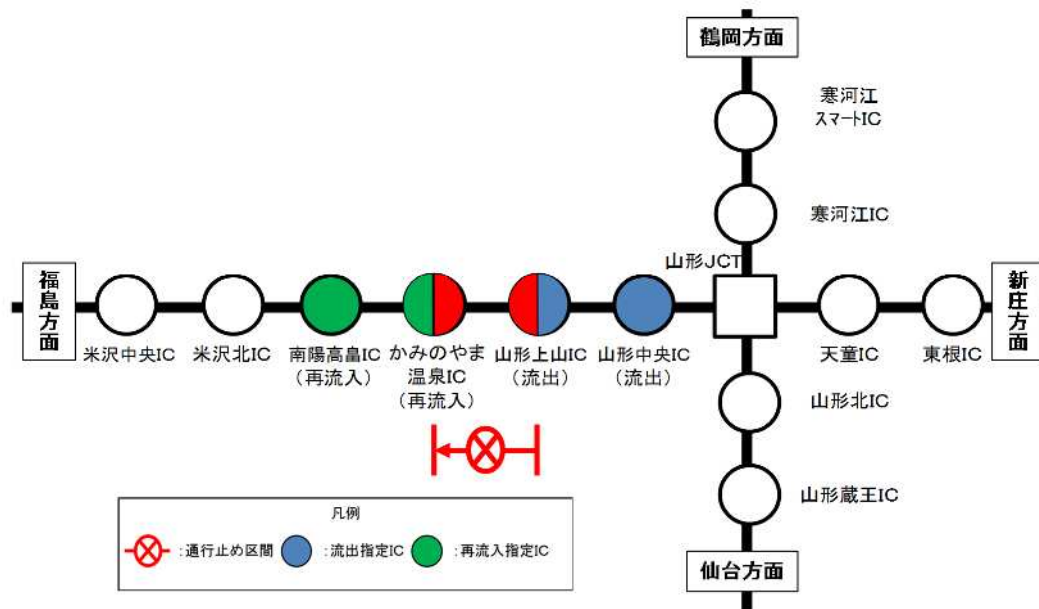 鶴岡方面
寒河江
スマートIC
寒河江IC
山形JCT
福島方面
新庄方面
米沢中央IC
米沢北IC
南陽高畠IC
(再流入)
かみのやま
温泉IC
(再流入)
山形上山IC
(流出)
山形中央IC
(流出)
天童IC
東根IC
山形北IC
山形蔵王IC
仙台方面
凡例
:通行止め区間
:流出指定IC
:再流入指定IC